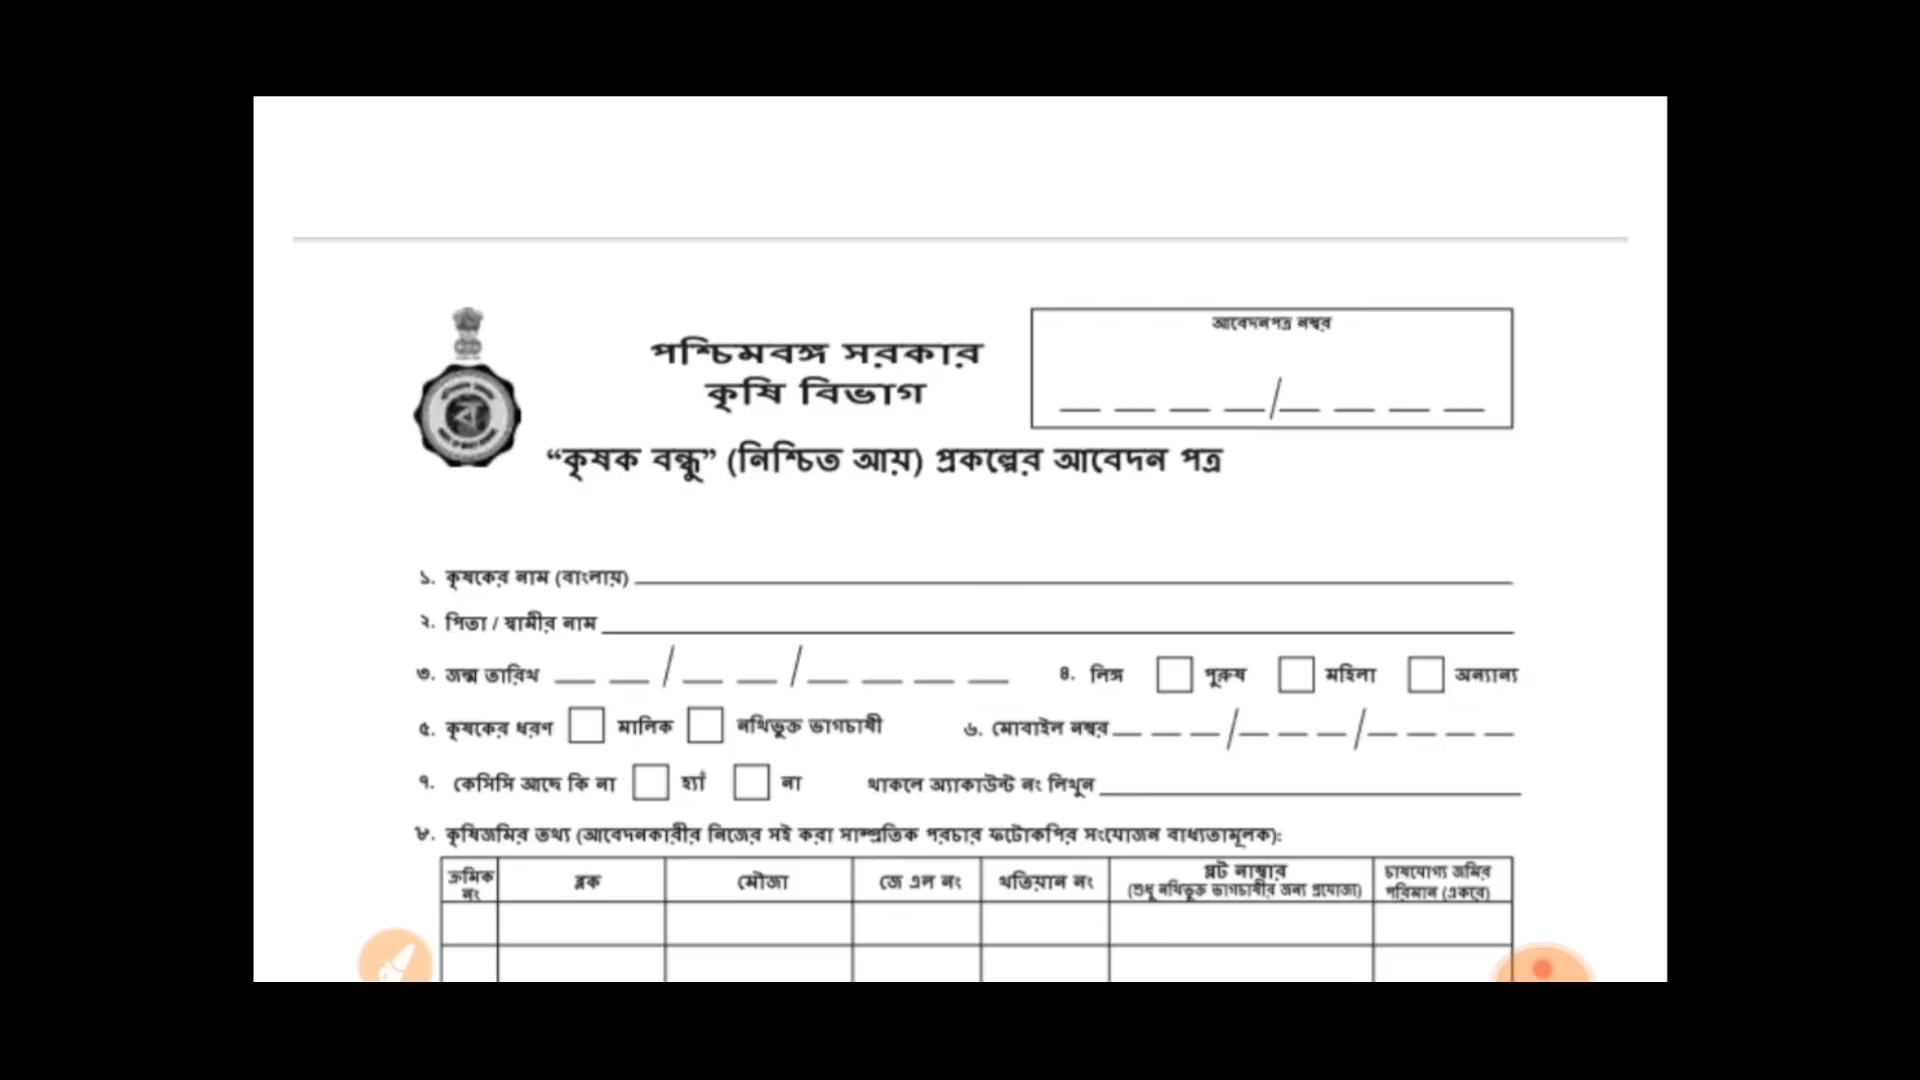 আবেদনপত্র নম্বর
পশ্চিমবঙ্গ সরকার
কৃষি বিভাগ
“কৃষক বন্ধু” (নিশ্চিত আয়) প্রকল্পের আবেদন পত্র
১. কৃষকের নাম (বাংলায়)
২. পিতা / স্বামীর নাম
৩. জন্ম তারিখ ৪. লিঙ্গ পুরুষ মহিলা অন্যান্য
৫. কৃষকের ধরণ মালিক নথিভুক্ত ভাগচাষী ৬. মোবাইল নম্বর
৭. কেসিসি আছে কি না হ্যাঁ না থাকলে অ্যাকাউন্ট নং লিখুন
৮. কৃষিজমির তথ্য (আবেদনকারীর নিজের সই করা সাম্প্রতিক পরচার ফটোকপির সংযোজন বাধ্যতামূলক):
ক্রমিক নং ব্লক মৌজা জে এল নং খতিয়ান নং প্লট নাম্বার (শুধু নথিভুক্ত ভাগচাষীর জন্য প্রযোজ্য) চাষযোগ্য জমির পরিমান (একরে)